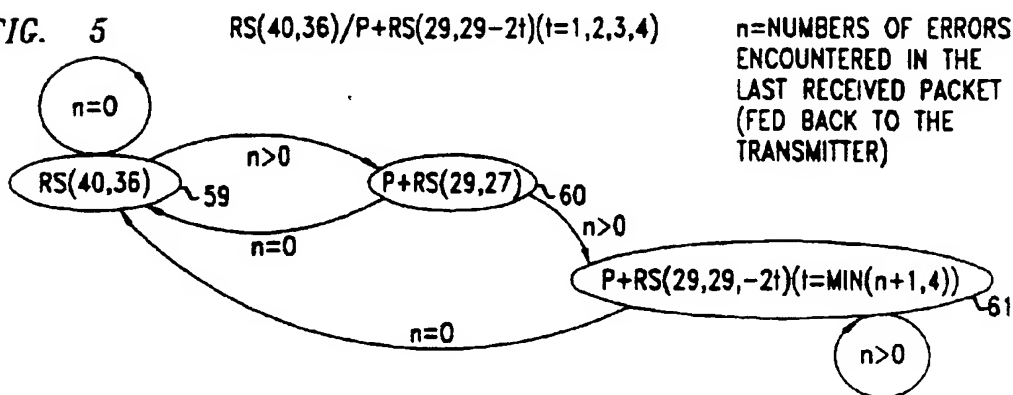 FIG. 5
RS(40,36)/P+RS(29,29-2t)(t=1,2,3,4)
n=NUMBERS OF ERRORS
ENCOUNTERED IN THE
LAST RECEIVED PACKET
(FED BACK TO THE
TRANSMITTER)
n=0
n>0
RS(40,36)
59
P+RS(29,27)
60
n=0
n>0
P+RS(29,29,-2t)(t=MIN(n+1,4))
61
n=0
n>0